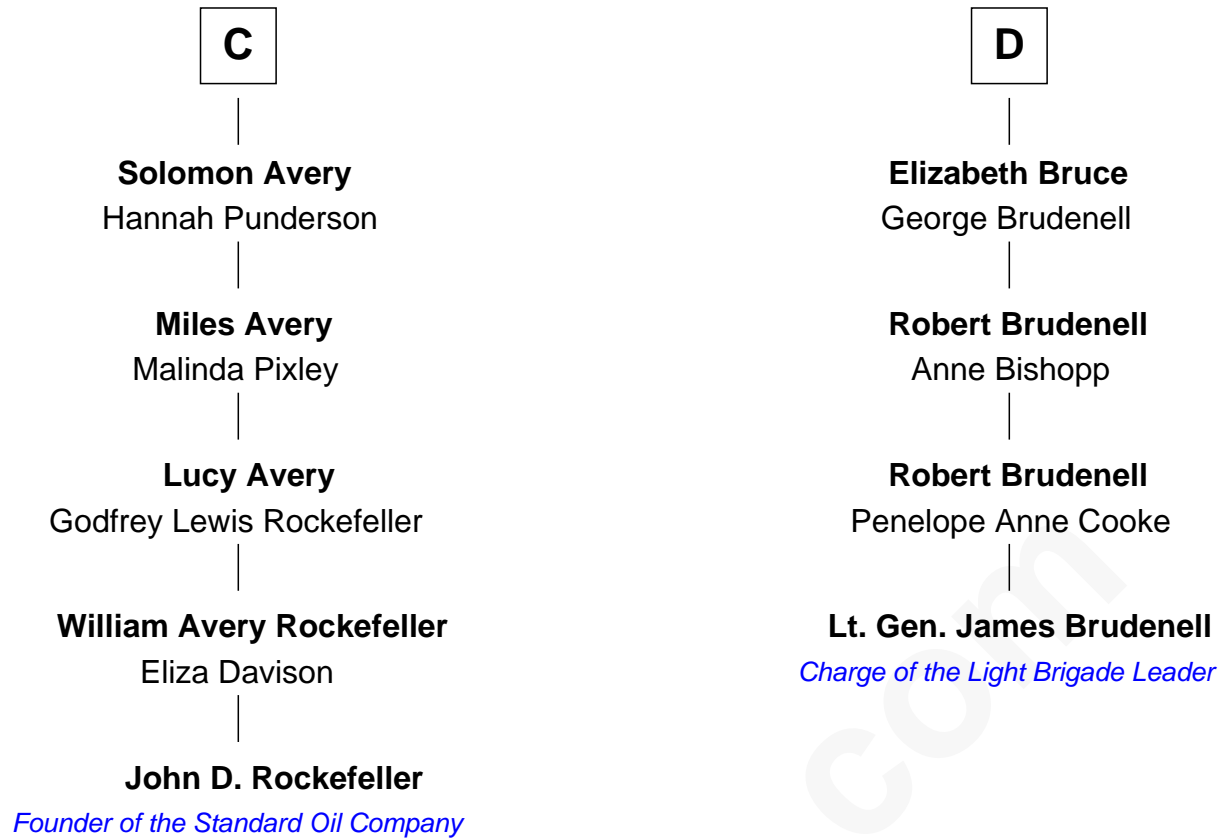 C
Solomon Avery
Hannah Punderson
Miles Avery
Malinda Pixley
Lucy Avery
Godfrey Lewis Rockefeller
William Avery Rockefeller
Eliza Davison
John D. Rockefeller
Founder of the Standard Oil Company
D
Elizabeth Bruce
George Brudenell
Robert Brudenell
Anne Bishopp
Robert Brudenell
Penelope Anne Cooke
Lt. Gen. James Brudenell
Charge of the Light Brigade Leader
com